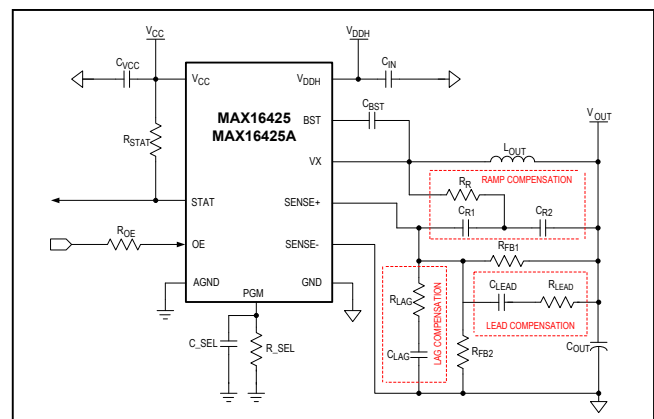 VCC
VDDH
CVCC
CIN
VCC
VDDH
MAX16425
MAX16425A
CBST
BST
VOUT
RSTAT
LOUT
VX
RR
RAMP COMPENSATION
STAT
SENSE+
CR1
CR2
ROE
RFB1
OE
SENSE-
CLEAD
RLEAD
AGND
GND
RLAG
PGM
LEAD COMPENSATION
LAG COMPENSATION
C_SEL
R_SEL
CLAG
RFB2
COUT